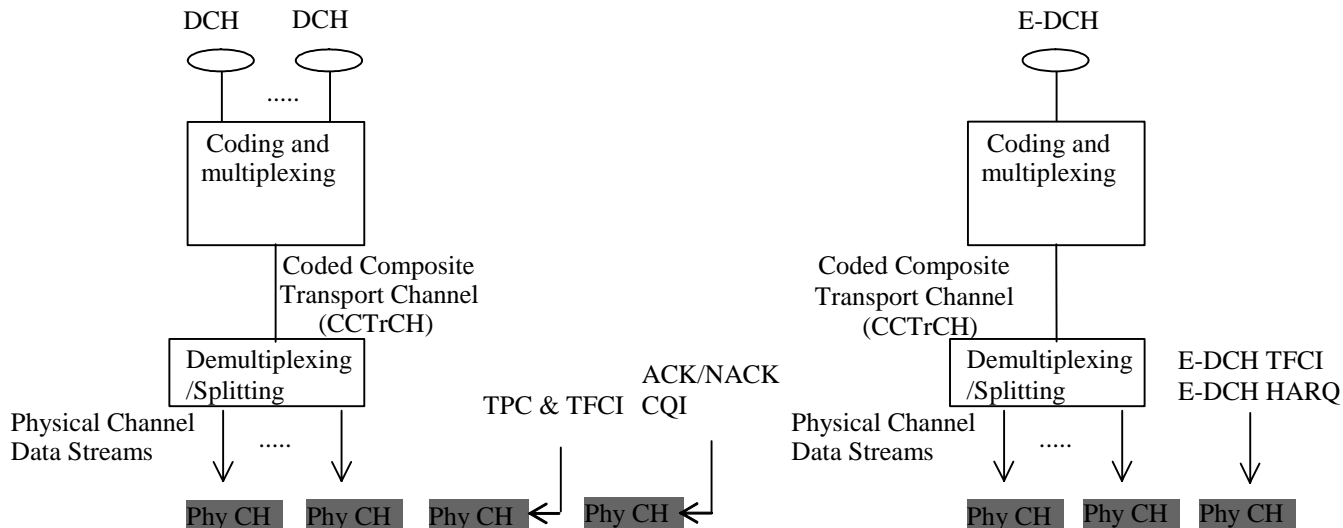 DCH
DCH
E-DCH
.....
Coding and
multiplexing
Coding and
multiplexing
Coded Composite
Transport Channel
(CCTrCH)
Coded Composite
Transport Channel
(CCTrCH)
Demultiplexing
/Splitting
Demultiplexing
/Splitting
E-DCH TFCI
E-DCH HARQ
ACK/NACK
CQI
TPC & TFCI
Physical Channel
Data Streams
.....
Physical Channel
Data Streams
.....
Phy CH
Phy CH
Phy CH
Phy CH
Phy CH
Phy CH
Phy CH